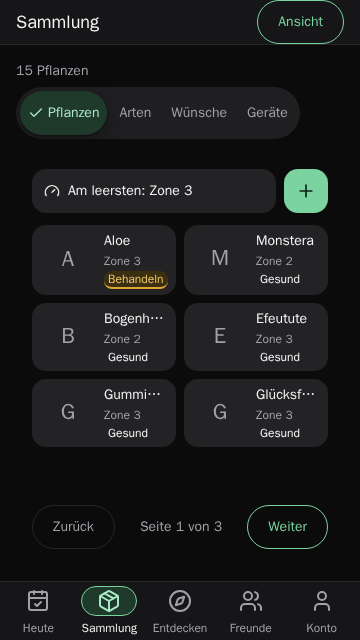 Sammlung
Ansicht
15 Pflanzen
Pflanzen
Arten
Wünsche
Geräte
Am leersten: Zone 3
A
Aloe
Zone 3
Behandeln
M
Monstera
Zone 2
Gesund
B
Bogenh···
Zone 2
Gesund
E
Efeutute
Zone 3
Gesund
G
Gummi···
Zone 3
Gesund
G
Glücksf···
Zone 3
Gesund
Zurück
Seite 1 von 3
Weiter
Heute
Sammlung
Entdecken
Freunde
Konto